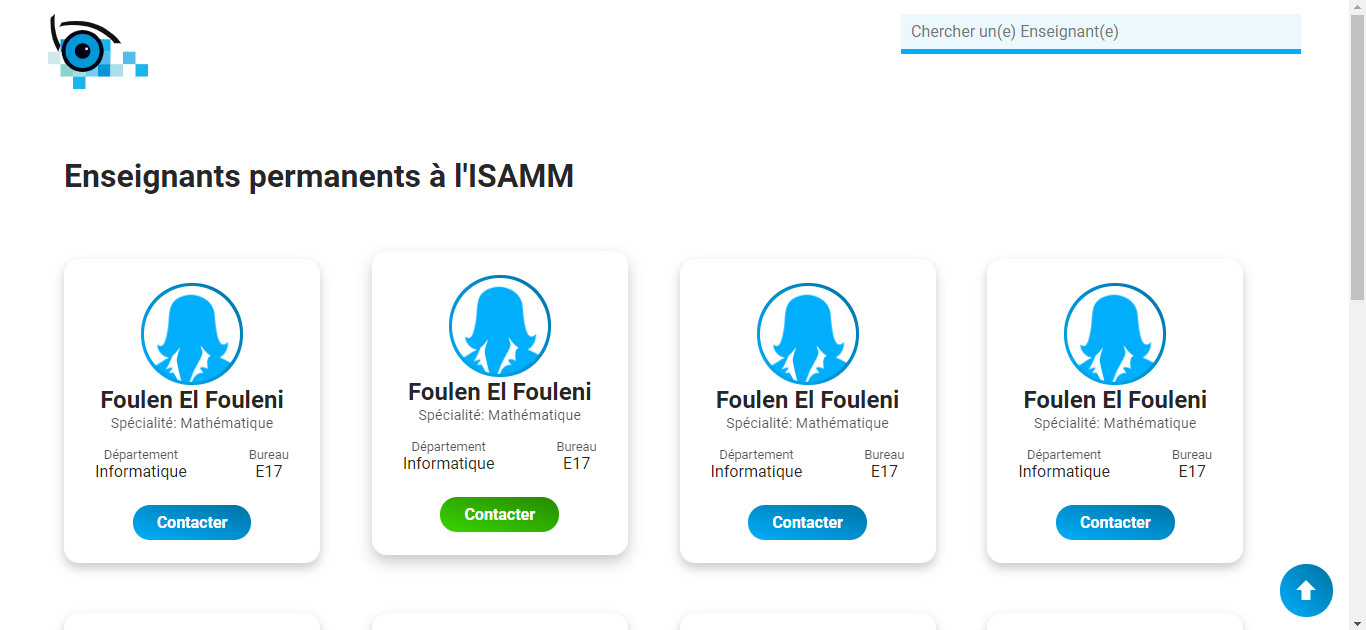 Chercher un(e) Enseignant(e)
Enseignants permanents à l'ISAMM
Foulen El Fouleni
Spécialité: Mathématique
Département
Bureau
Informatique
E17
Contacter
Foulen El Fouleni
Spécialité: Mathématique
Département
Bureau
Informatique
E17
Contacter
Foulen El Fouleni
Spécialité: Mathématique
Département
Bureau
Informatique
E17
Contacter
Foulen El Fouleni
Spécialité: Mathématique
Département
Bureau
Informatique
E17
Contacter